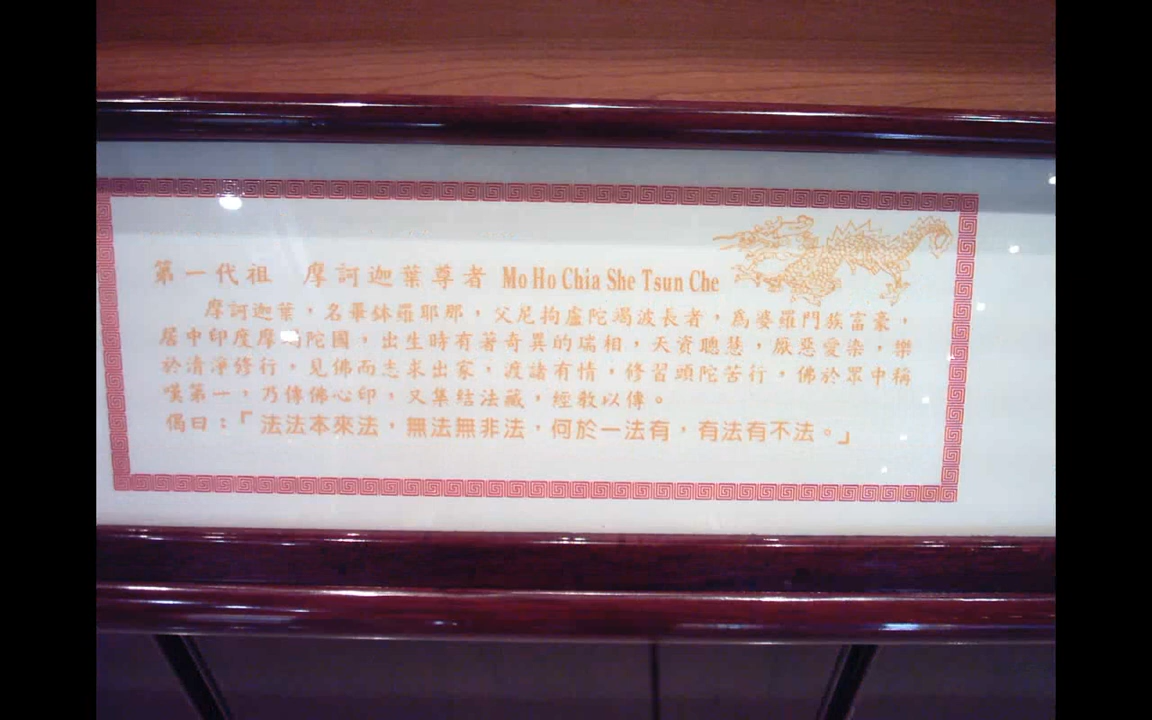 第一代祖 摩訶迦葉尊者 Mo Ho Chia She Tsun Che
摩訶迦葉，名畢鉢羅耶那，父尼拘盧陀竭波長者，為婆羅門族富豪，
居中印度摩竭陀國，出生時有著奇異的瑞相，天資聰慧，厭惡愛染，樂
於清淨修行，見佛而志求出家，渡諸有情，修習頭陀苦行，佛於眾中稱
嘆第一，乃傳佛心印，又集結法藏，經教以傳。
偈曰：「法法本來法，無法無非法，何於一法有，有法有不法。」